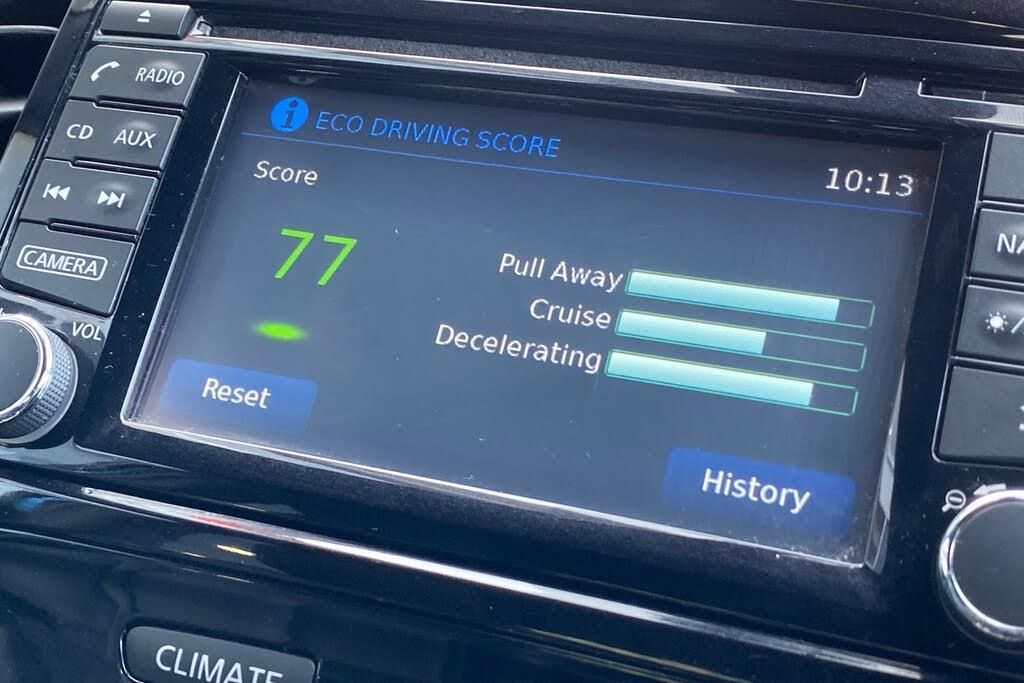 RADIO
CD AUX
CAMERA
VOL
ECO DRIVING SCORE
10:13
Score
77
Pull Away
Cruise
Decelerating
Reset
History
CLIMATE